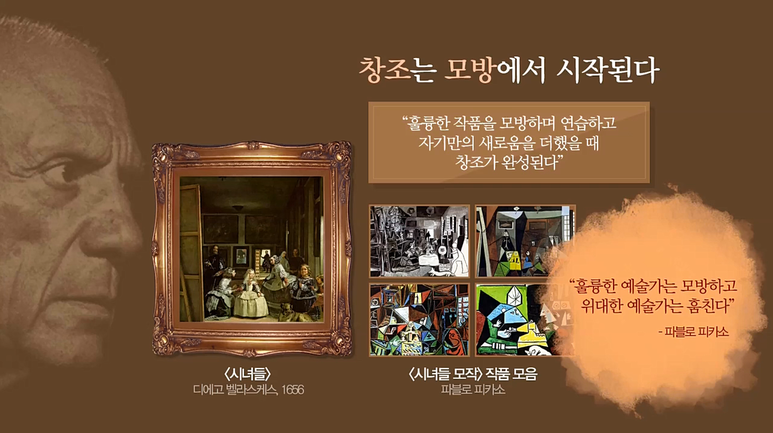 창조는 모방에서 시작된다
“훌륭한 작품을 모방하며 연습하고
자기만의 새로움을 더했을 때
창조가 완성된다”
“훌륭한 예술가는 모방하고
위대한 예술가는 훔친다”
- 파블로 피카소
<시녀들>
디에고 벨라스케스, 1656
<시녀들 모작> 작품 모음
파블로 피카소